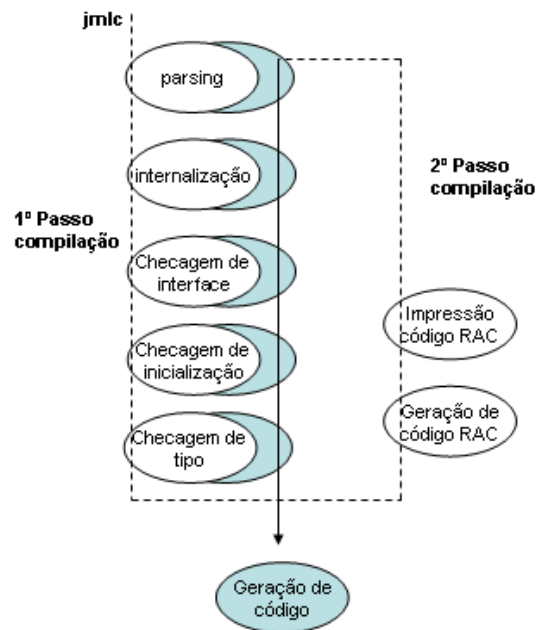 jmlc
parsing
internalização
1º Passo
compilação
2º Passo
compilação
Checagem de
interface
Impressão
código RAC
Checagem de
inicialização
Geração de
código RAC
Checagem de
tipo
Geração de
código